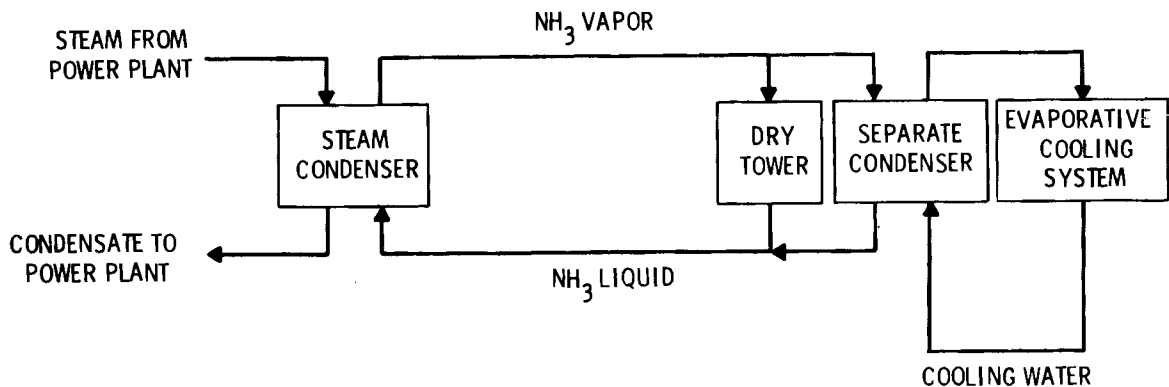 NH3 VAPOR
STEAM FROM
POWER PLANT
STEAM
CONDENSER
DRY
TOWER
SEPARATE
CONDENSER
EVAPORATIVE
COOLING
SYSTEM
CONDENSATE TO
POWER PLANT
NH3 LIQUID
COOLING WATER